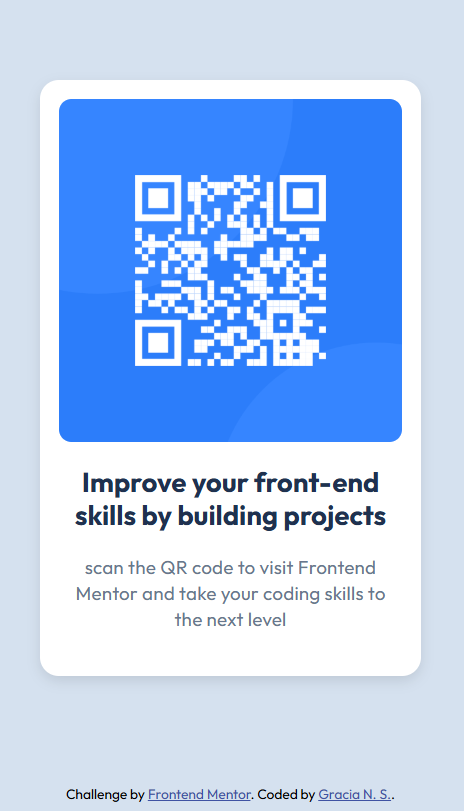 Improve your front-end
skills by building projects
scan the QR code to visit Frontend
Mentor and take your coding skills to
the next level
Challenge by Frontend Mentor. Coded by Gracia N. S..